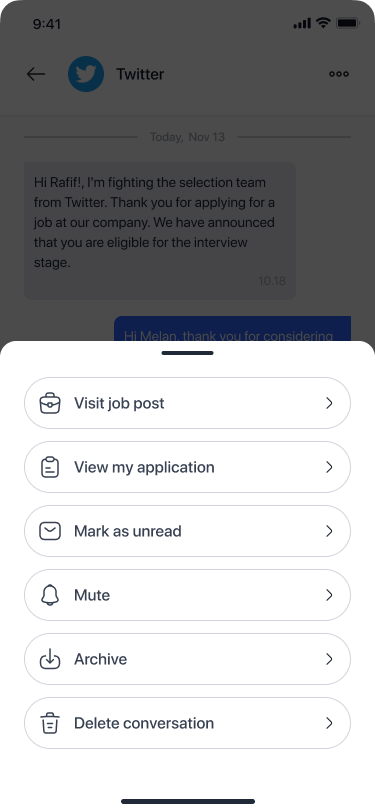 9:41
Twitter
Today, Nov 13
Hi Rafif!, I'm fighting the selection team
from Twitter. Thank you for applying for a
job at our company. We have announced
that you are eligible for the interview
stage.
10.18
Hi Melan, thank you for considering
Visit job post
View my application
Mark as unread
Mute
Archive
Delete conversation